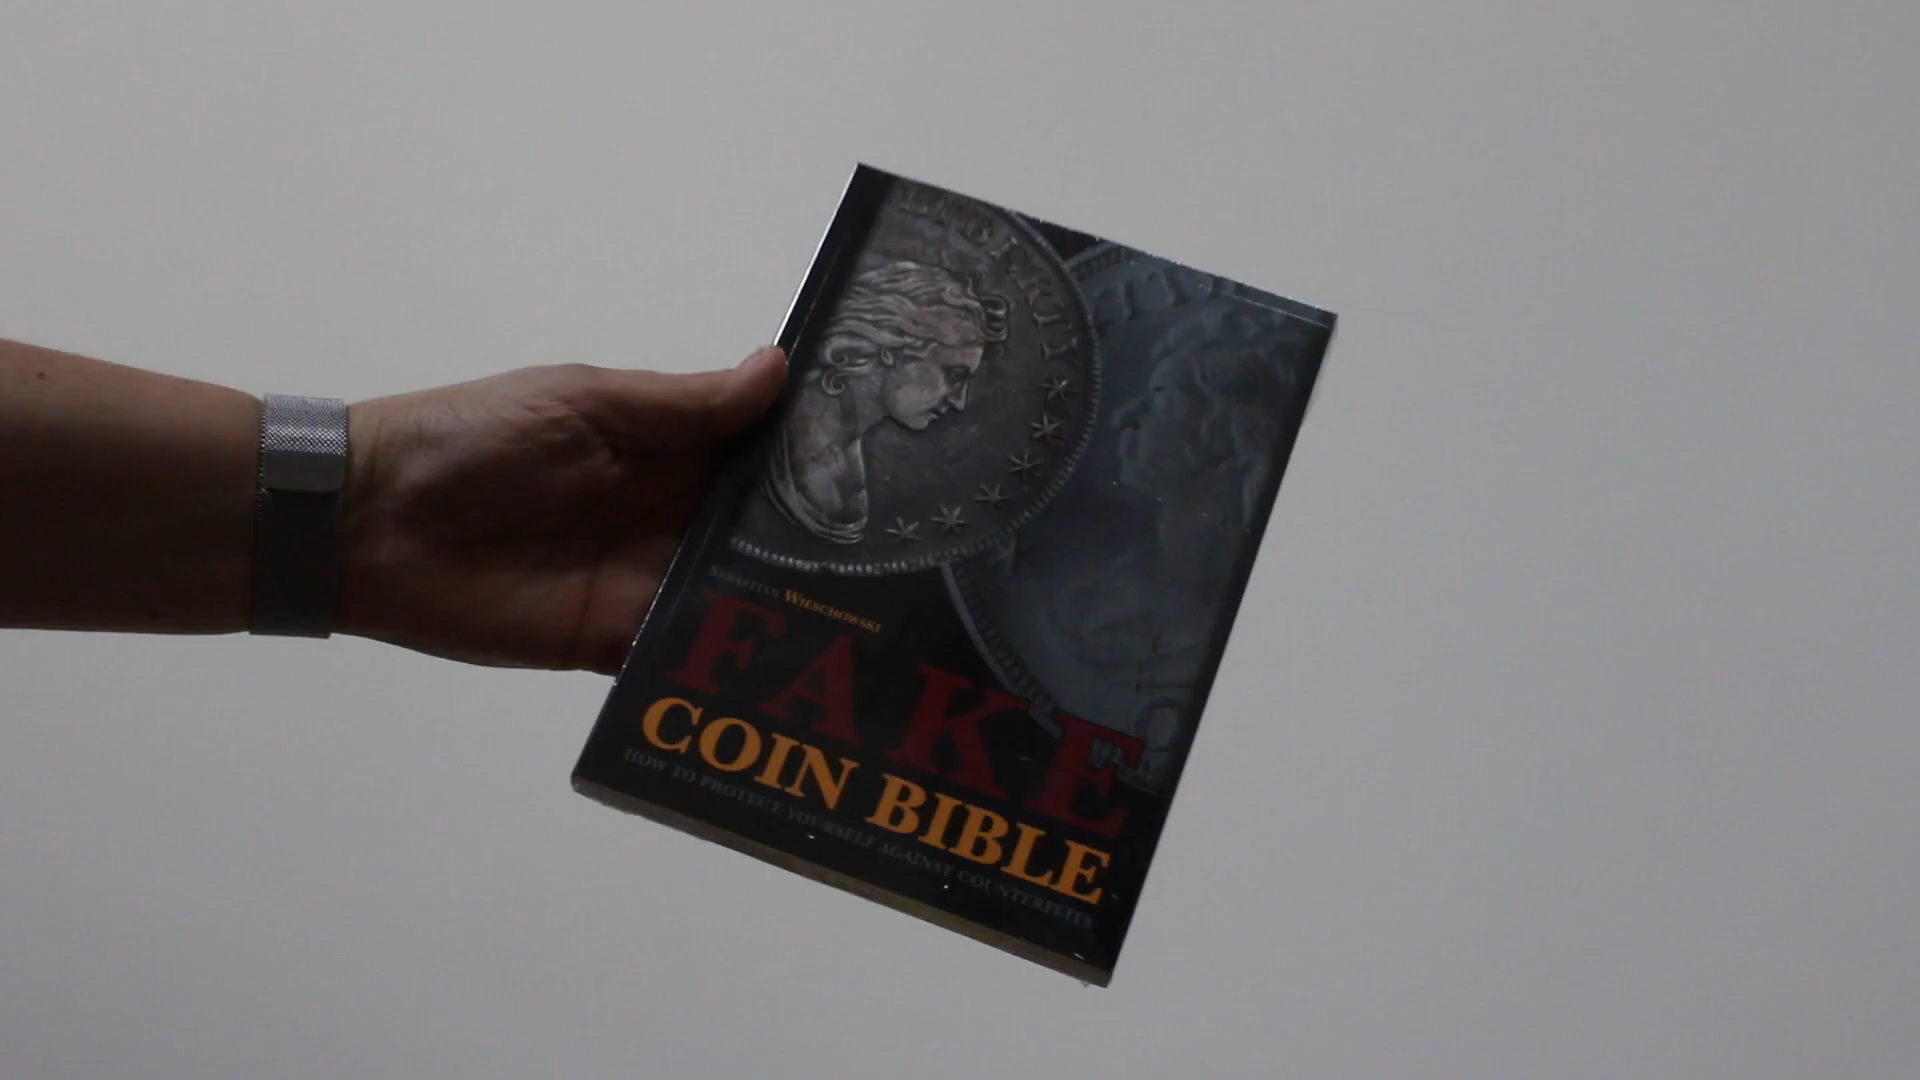 LIBERTY
SEBASTIAN WIESCHOWSKI
FAKE
COIN BIBLE
HOW TO PROTECT YOURSELF AGAINST COUNTERFEITS